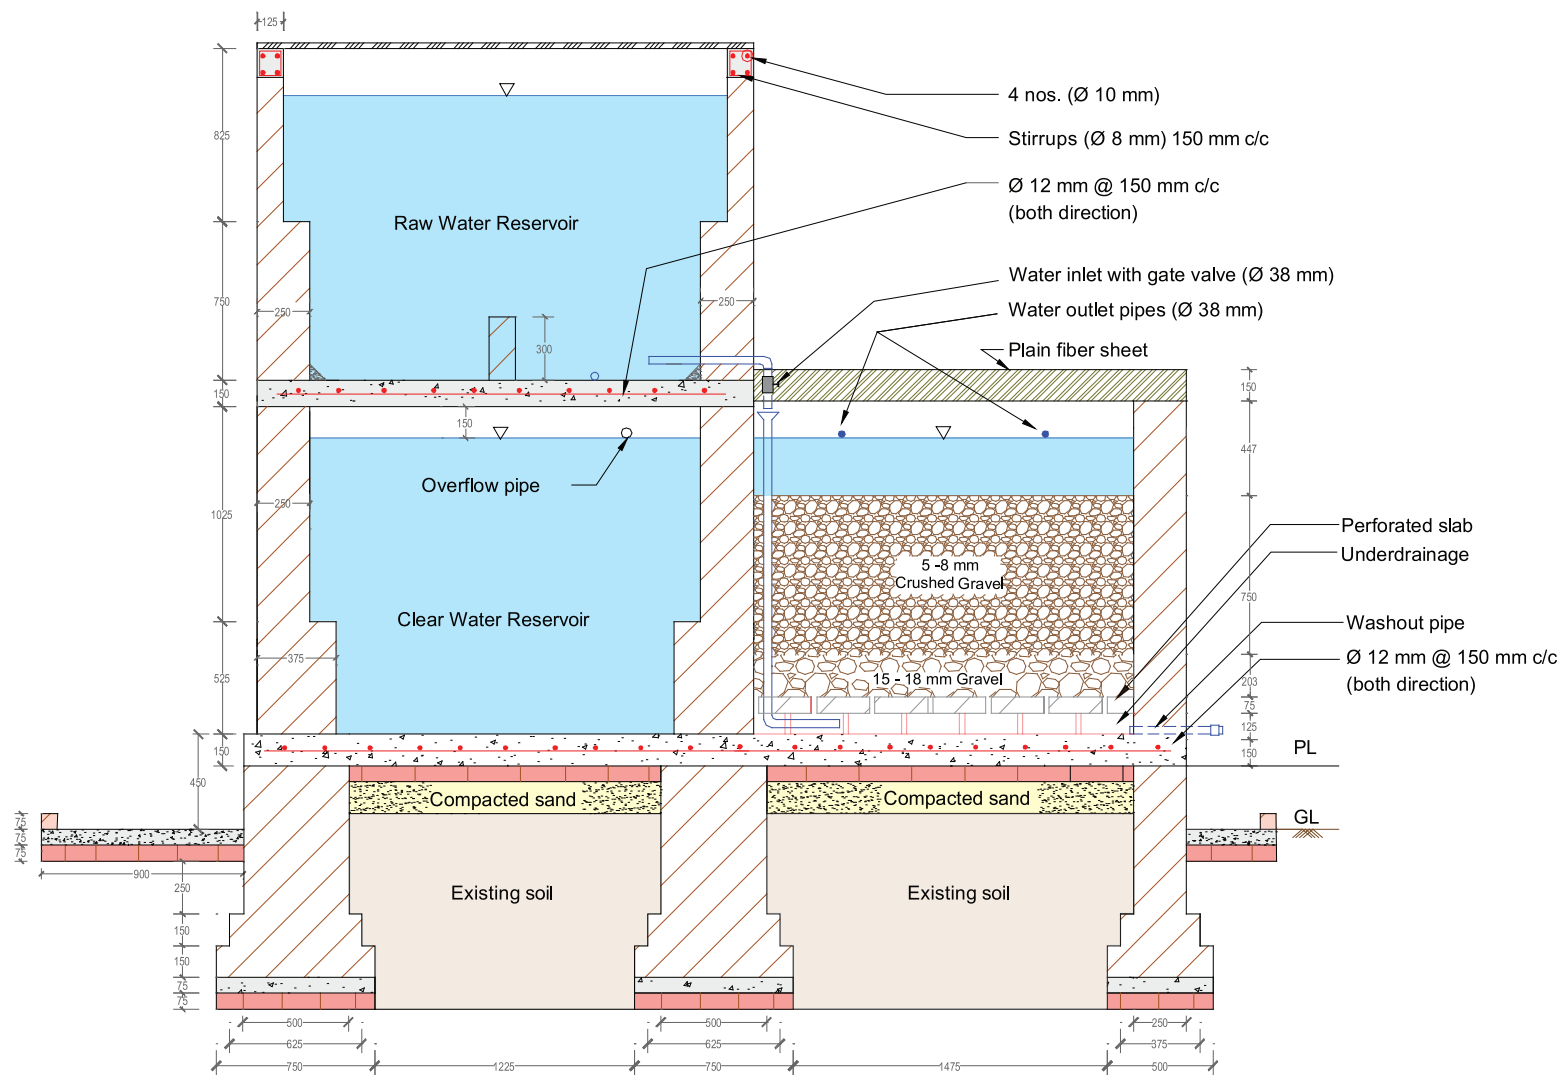 125
4 nos. (Ø 10 mm)
825
Stirrups (Ø 8 mm) 150 mm c/c
Ø 12 mm @ 150 mm c/c
(both direction)
Raw Water Reservoir
Water inlet with gate valve (Ø 38 mm)
750
250
250
Water outlet pipes (Ø 38 mm)
300
Plain fiber sheet
150
150
150
447
Overflow pipe
250
1025
Perforated slab
Underdrainage
5 -8 mm
Crushed Gravel
750
Clear Water Reservoir
Washout pipe
375
Ø 12 mm @ 150 mm c/c
(both direction)
525
15 - 18 mm Gravel
203
75
125
150
150
PL
450
Compacted sand
Compacted sand
75
75
75
GL
900
250
Existing soil
Existing soil
150
150
75
75
500
500
250
625
625
375
750
1225
750
1475
500